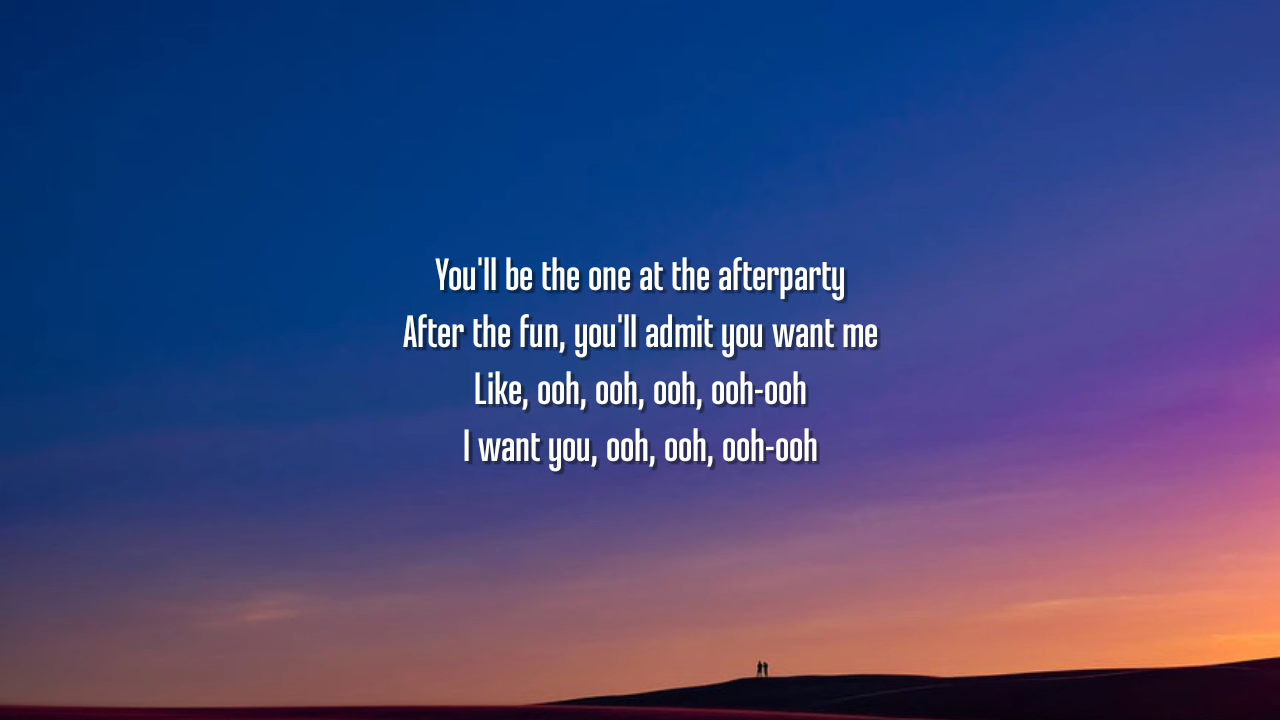 You'll be the one at the afterparty
After the fun, you'll admit you want me
Like, ooh, ooh, ooh, ooh-ooh
I want you, ooh, ooh, ooh-ooh